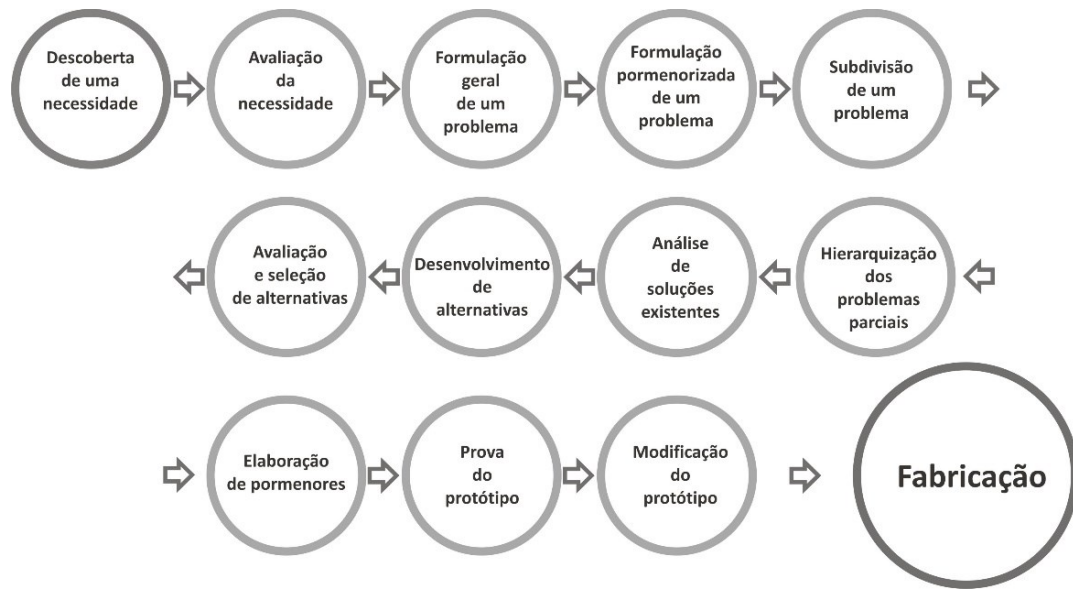 Descoberta
de uma
necessidade
Avaliação
da
necessidade
Formulação
geral
de um
problema
Formulação
pormenorizada
de um
problema
Subdivisão
de um
problema
Hierarquização
dos
problemas
parciais
Análise
de
soluções
existentes
Desenvolvimento
de
alternativas
Avaliação
e seleção
de alternativas
Elaboração
de pormenores
Prova
do
protótipo
Modificação
do
protótipo
Fabricação